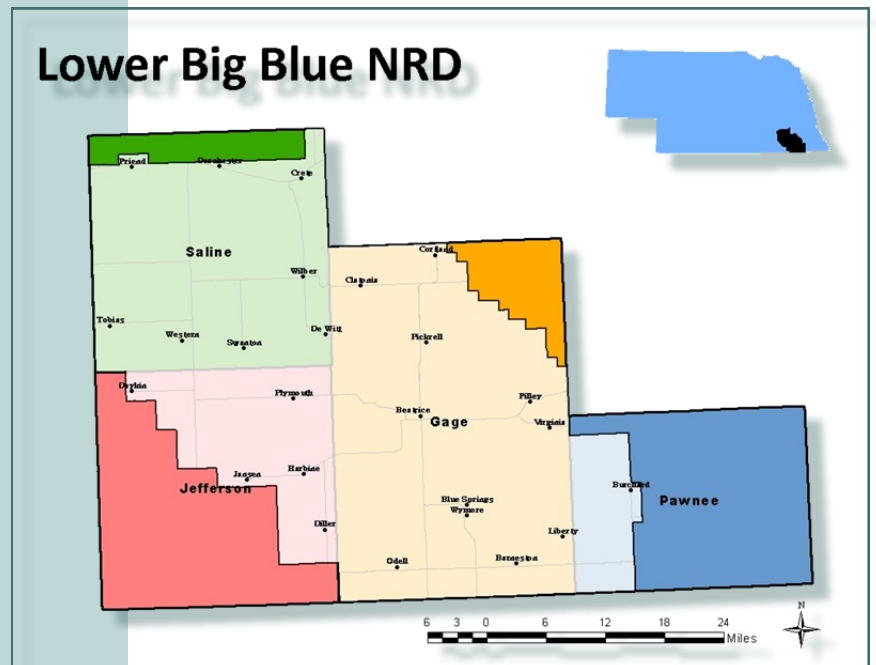 Lower Big Blue NRD
Friend
Dorchester
Crete
Saline
Wilber
Cortland
Clatonia
Tobias
Western
Swanton
De Witt
Pickrell
Daykin
Plymouth
Beatrice
Filley
Gage
Virginia
Jansen
Harbine
Jefferson
Burchard
Pawnee
Blue Springs
Wymore
Diller
Liberty
Odell
Barneston
N
6 3 0 6 12 18 24
Miles